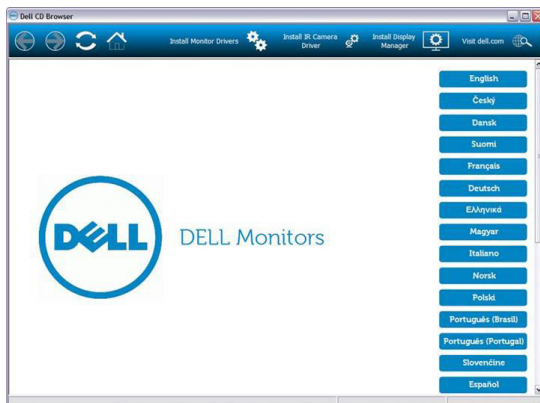 Dell CD Browser
Install Monitor Drivers
Install IR Camera
Driver
Install Display
Manager
Visit dell.com
DELL
DELL Monitors
English
Český
Dansk
Suomi
Français
Deutsch
Ελληνικά
Magyar
Italiano
Norsk
Polski
Português (Brasil)
Português (Portugal)
Slovenčine
Español